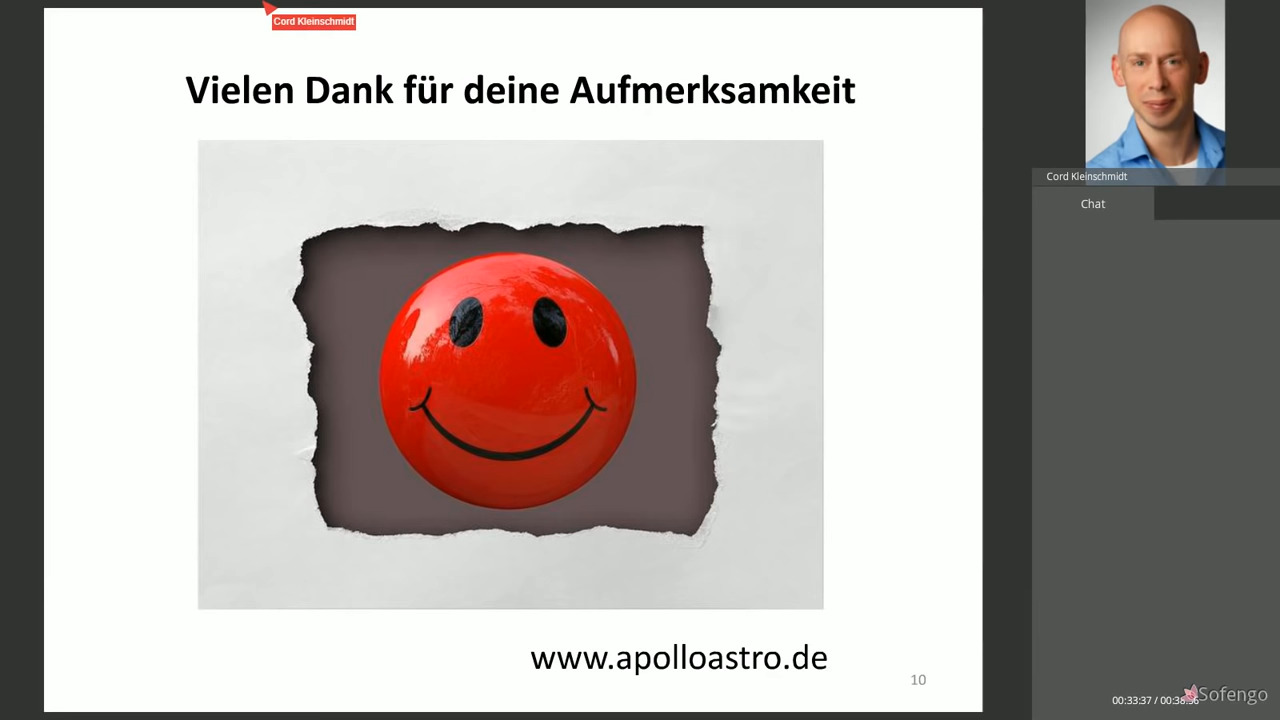 Cord Kleinschmidt
Vielen Dank für deine Aufmerksamkeit
www.apolloastro.de
10
Cord Kleinschmidt
Chat
00:33:37 /
Sofengo